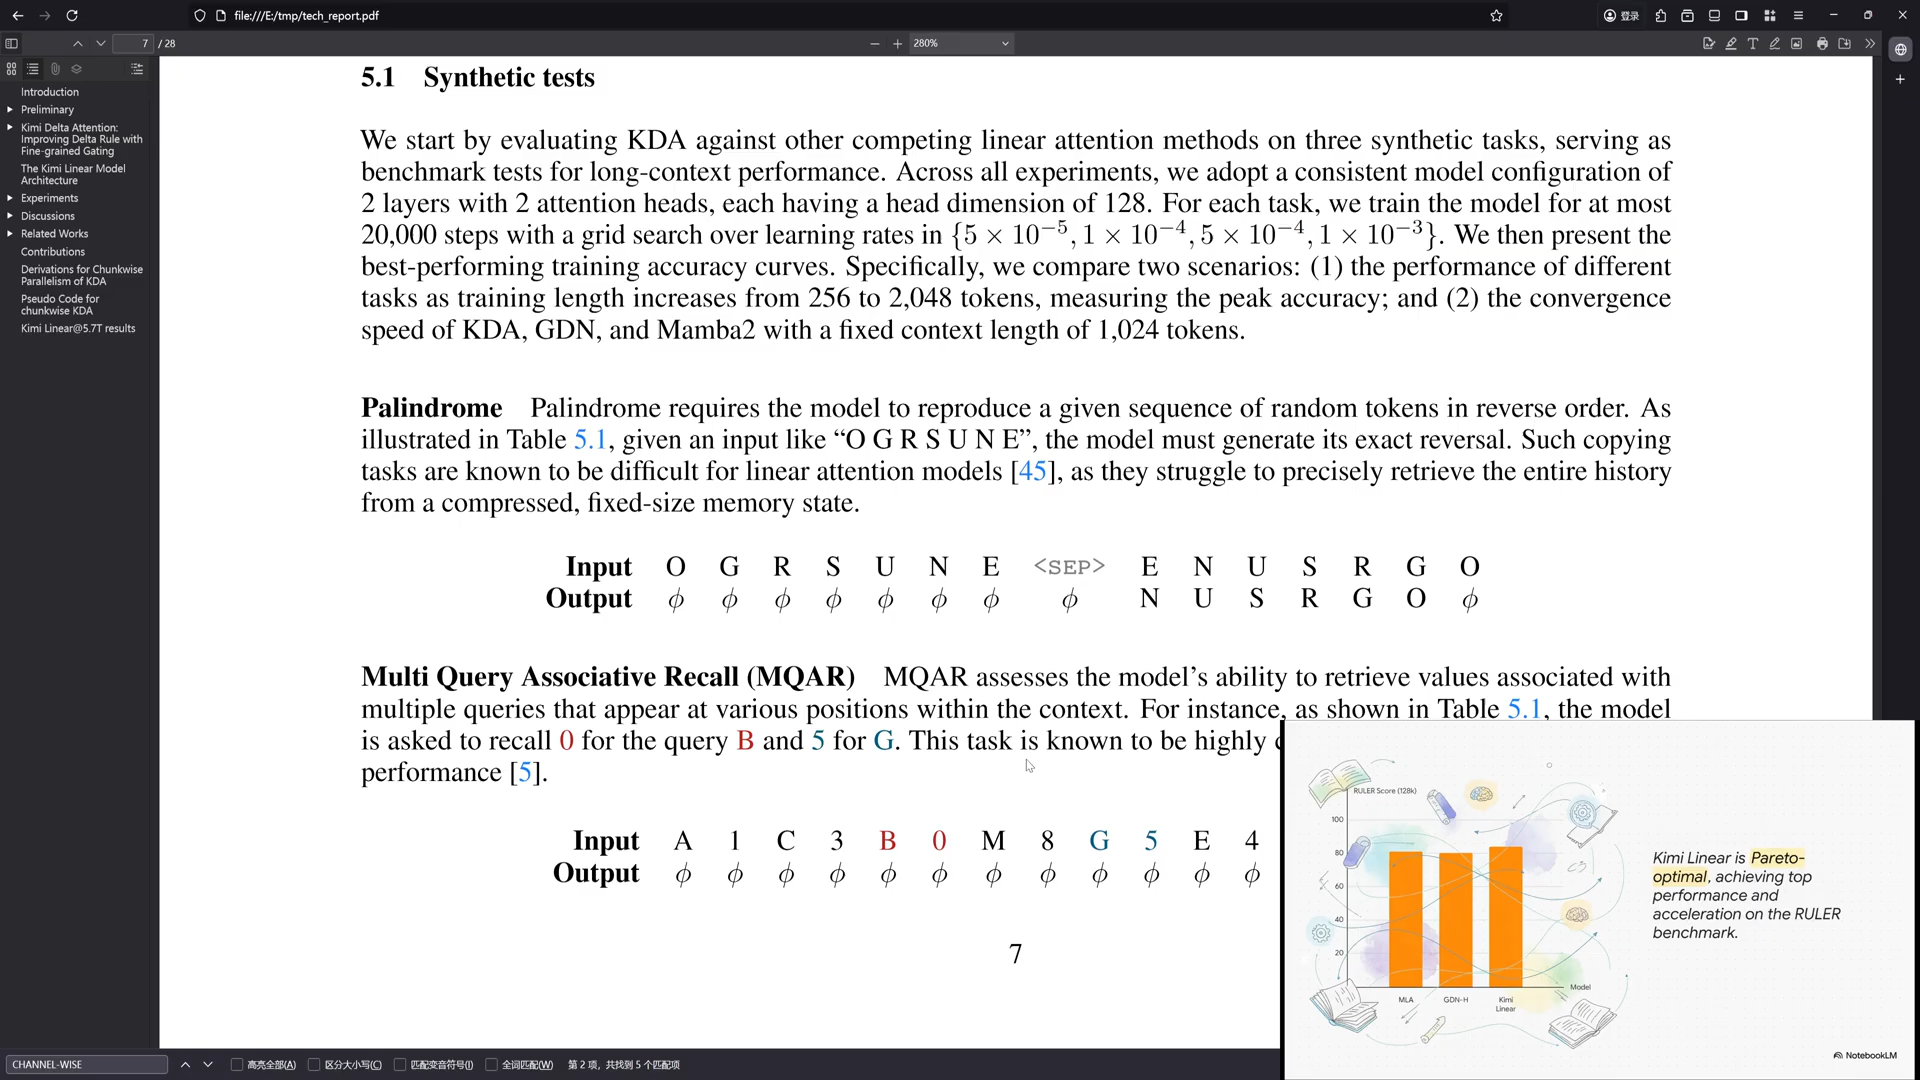 file:///E:/tmp/tech_report.pdf
登录
7 / 28
280%
Introduction
Preliminary
Kimi Delta Attention:
Improving Delta Rule with
Fine-grained Gating
The Kimi Linear Model
Architecture
Experiments
Discussions
Related Works
Contributions
Derivations for Chunkwise
Parallelism of KDA
Pseudo Code for
chunkwise KDA
Kimi Linear@5.7T results
5.1 Synthetic tests
We start by evaluating KDA against other competing linear attention methods on three synthetic tasks, serving as
benchmark tests for long-context performance. Across all experiments, we adopt a consistent model configuration of
2 layers with 2 attention heads, each having a head dimension of 128. For each task, we train the model for at most
20,000 steps with a grid search over learning rates in {5 × 10⁻⁵, 1 × 10⁻⁴, 5 × 10⁻⁴, 1 × 10⁻³}. We then present the
best-performing training accuracy curves. Specifically, we compare two scenarios: (1) the performance of different
tasks as training length increases from 256 to 2,048 tokens, measuring the peak accuracy; and (2) the convergence
speed of KDA, GDN, and Mamba2 with a fixed context length of 1,024 tokens.
Palindrome Palindrome requires the model to reproduce a given sequence of random tokens in reverse order. As
illustrated in Table 5.1, given an input like “O G R S U N E”, the model must generate its exact reversal. Such copying
tasks are known to be difficult for linear attention models [45], as they struggle to precisely retrieve the entire history
from a compressed, fixed-size memory state.
Input O G R S U N E <SEP> E N U S R G O
Output ϕ ϕ ϕ ϕ ϕ ϕ ϕ ϕ N U S R G O ϕ
Multi Query Associative Recall (MQAR) MQAR assesses the model’s ability to retrieve values associated with
multiple queries that appear at various positions within the context. For instance, as shown in Table 5.1, the model
is asked to recall 0 for the query B and 5 for G. This task is known to be highly
performance [5].
Input A 1 C 3 B 0 M 8 G 5 E 4
Output ϕ ϕ ϕ ϕ ϕ ϕ ϕ ϕ ϕ ϕ ϕ ϕ
7
RULER Score (128k)
100
80
60
40
20
MLA GDN-H Kimi
Linear
Model
Kimi Linear is Pareto-
optimal, achieving top
performance and
acceleration on the RULER
benchmark.
NotebookLM
CHANNEL-WISE
高亮全部(A) 区分大小写(C) 匹配变音符号(I) 全词匹配(W) 第 2 项，共找到 5 个匹配项